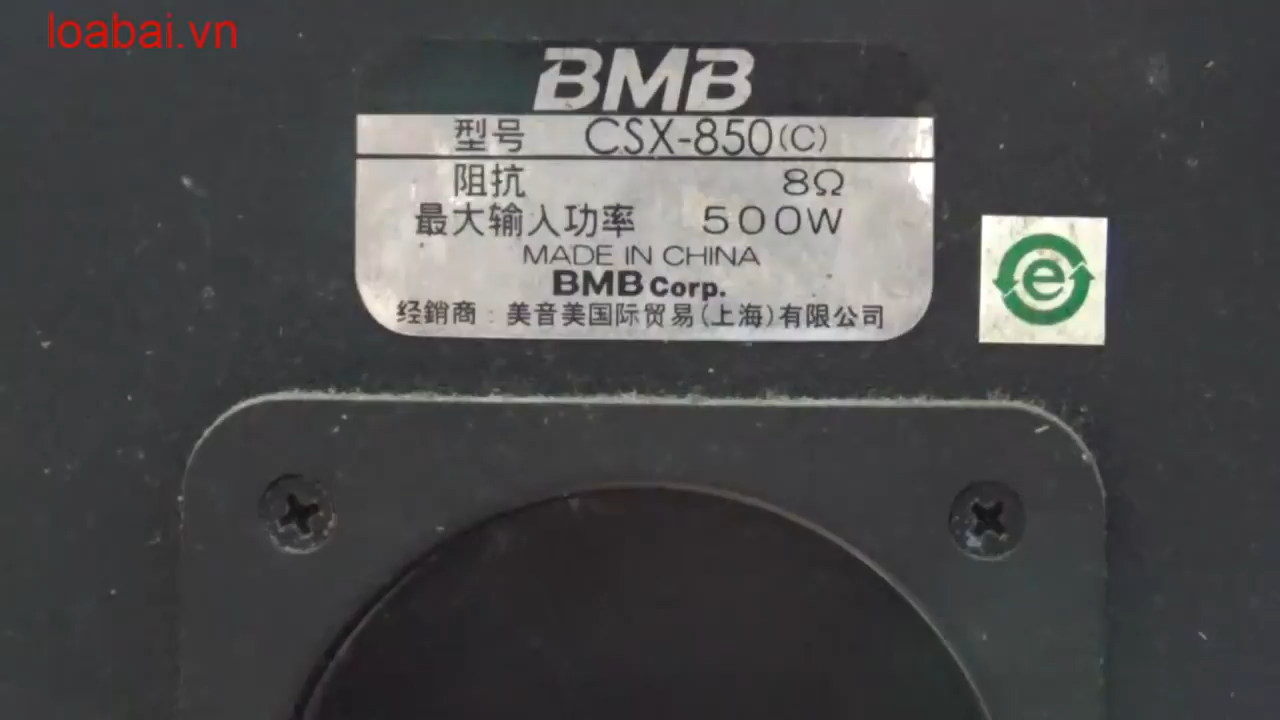 loabai.vn
BMB
型号 CSX-850(C)
阻抗 8Ω
最大输入功率 500W
MADE IN CHINA
BMB Corp.
经銷商：美音美国际贸易(上海)有限公司
e